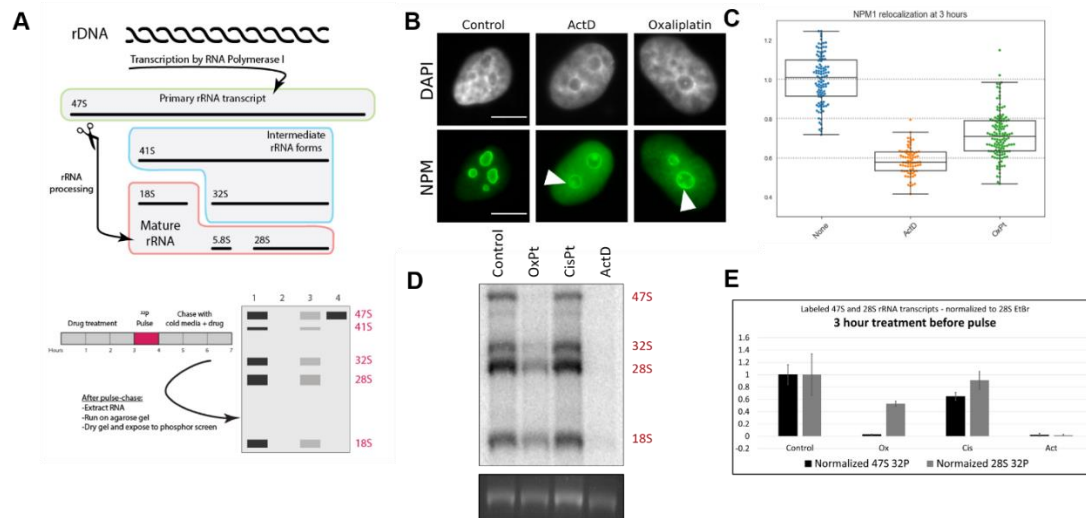 A
rDNA
Transcription by RNA Polymerase I
47S
Primary rRNA transcript
Intermediate
rRNA forms
41S
rRNA
processing
18S
32S
Mature
rRNA
5.8S
28S
Drug treatment
32P
Pulse
Chase with
cold media + drug
Hours
1
2
3
4
5
6
7
After pulse-chase:
-Extract RNA
-Run on agarose gel
-Dry gel and expose to phosphor screen
1
2
3
4
47S
41S
32S
28S
18S
B
Control
ActD
Oxaliplatin
DAPI
NPM
C
NPM1 relocalization at 3 hours
1.2
1.0
0.8
0.6
0.4
None
ActD
OxPt
D
Control
OxPt
CisPt
ActD
47S
32S
28S
18S
E
Labeled 47S and 28S rRNA transcripts - normalized to 28S EtBr
3 hour treatment before pulse
1.6
1.4
1.2
1
0.8
0.6
0.4
0.2
0
-0.2
Control
Ox
Cis
Act
Normalized 47S 32P
Normaized 28S 32P